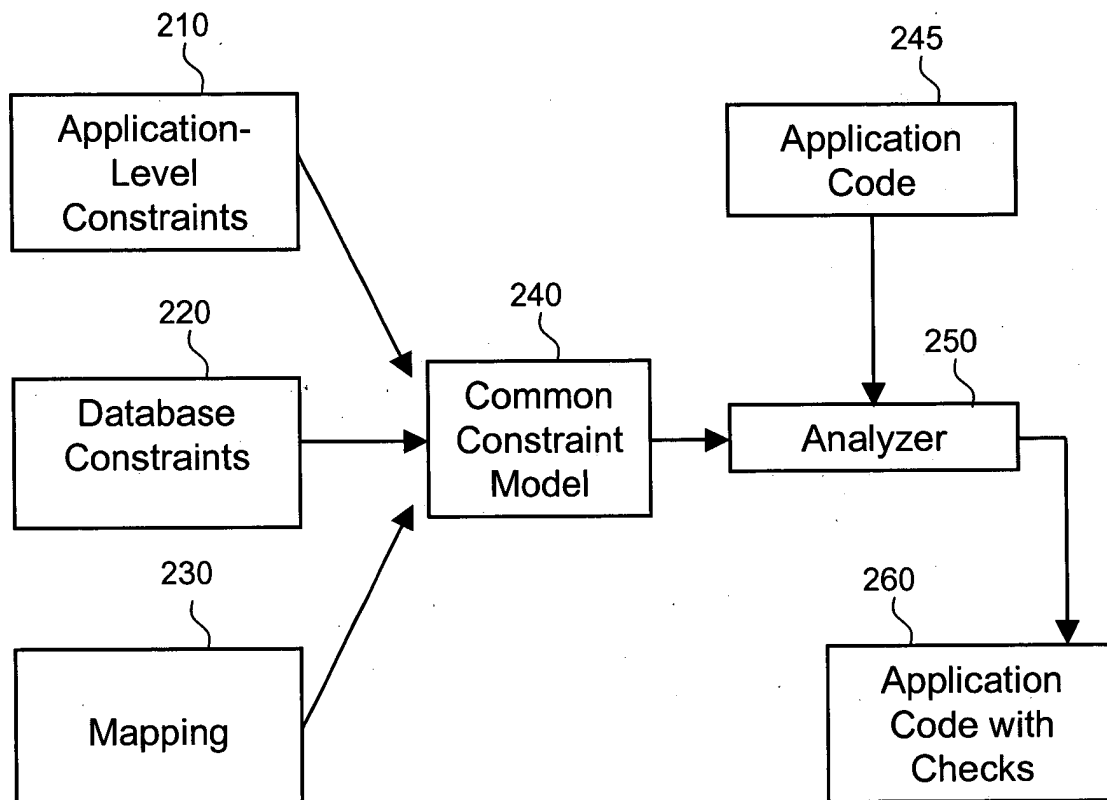 210
Application-
Level
Constraints
245
Application
Code
220
Database
Constraints
240
Common
Constraint
Model
250
Analyzer
230
Mapping
260
Application
Code with
Checks